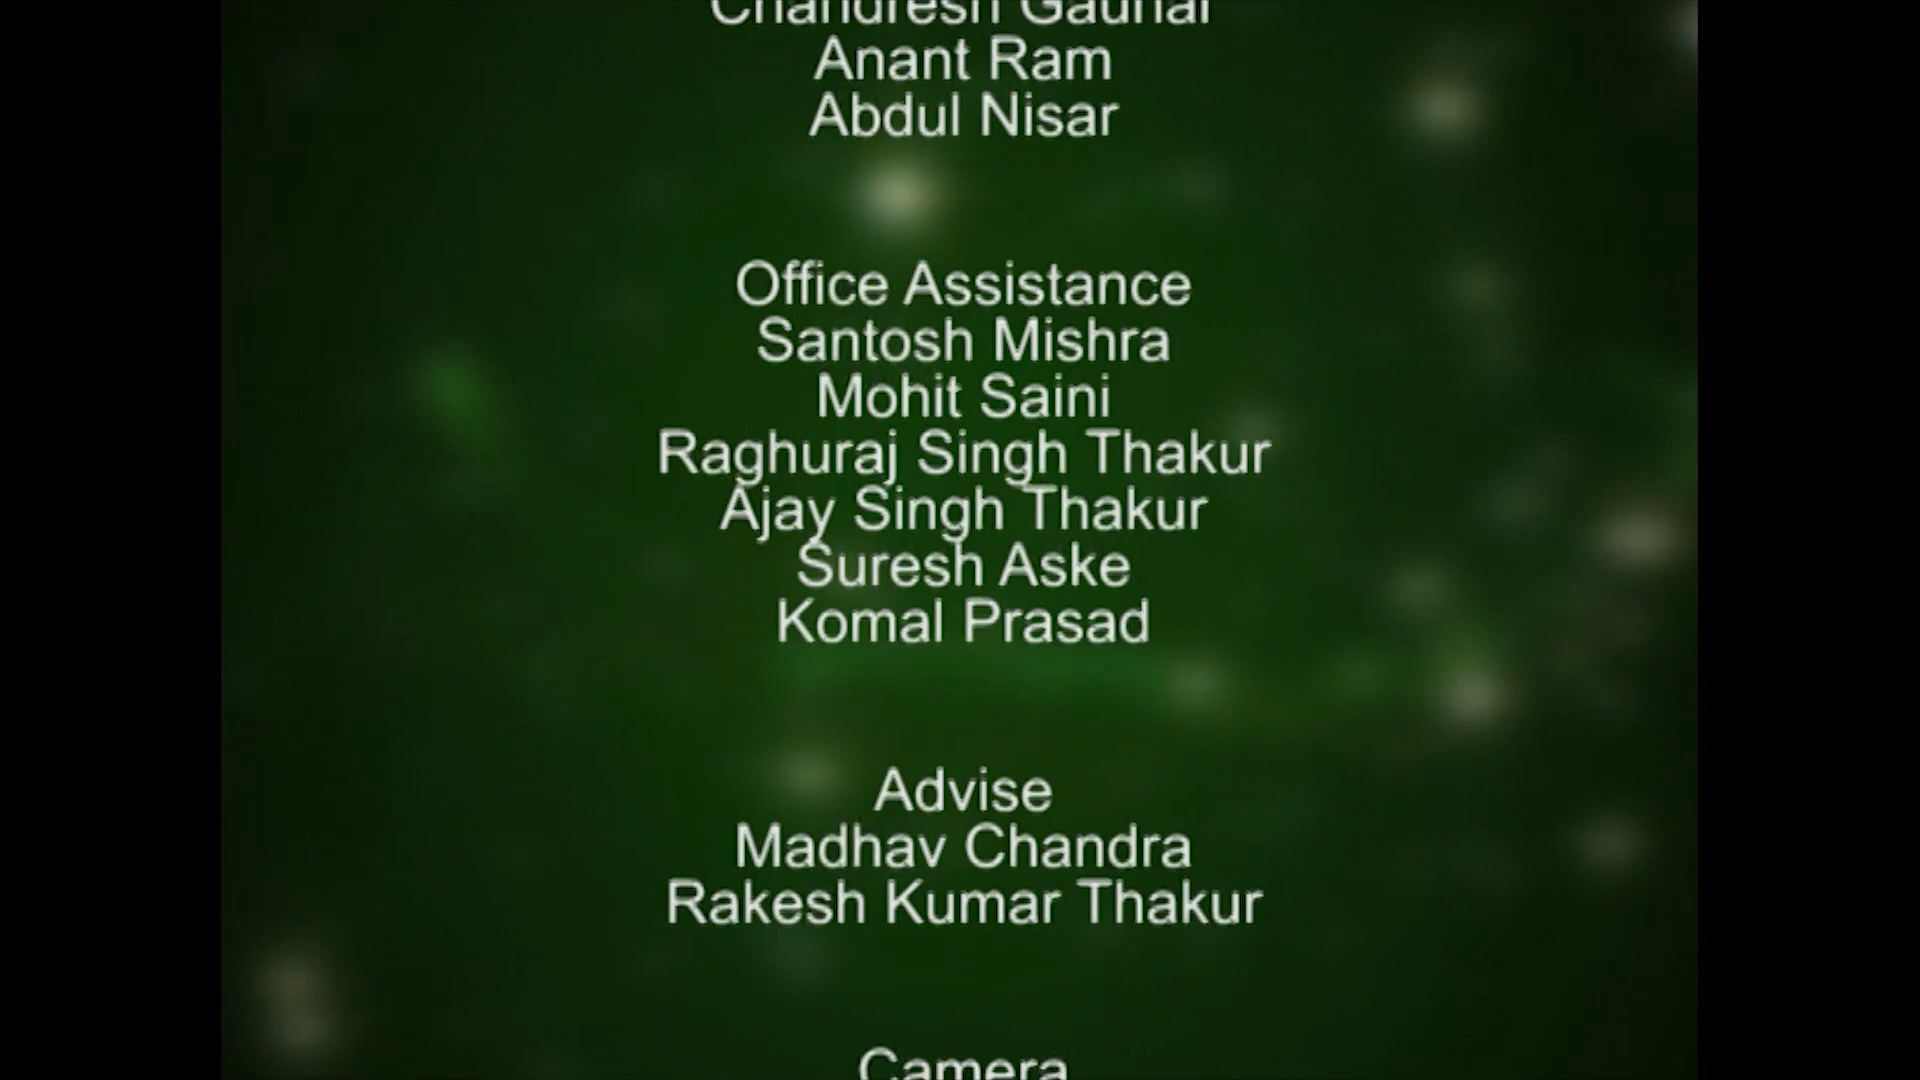 Anant Ram
Abdul Nisar
Office Assistance
Santosh Mishra
Mohit Saini
Raghuraj Singh Thakur
Ajay Singh Thakur
Suresh Aske
Komal Prasad
Advise
Madhav Chandra
Rakesh Kumar Thakur
Camera